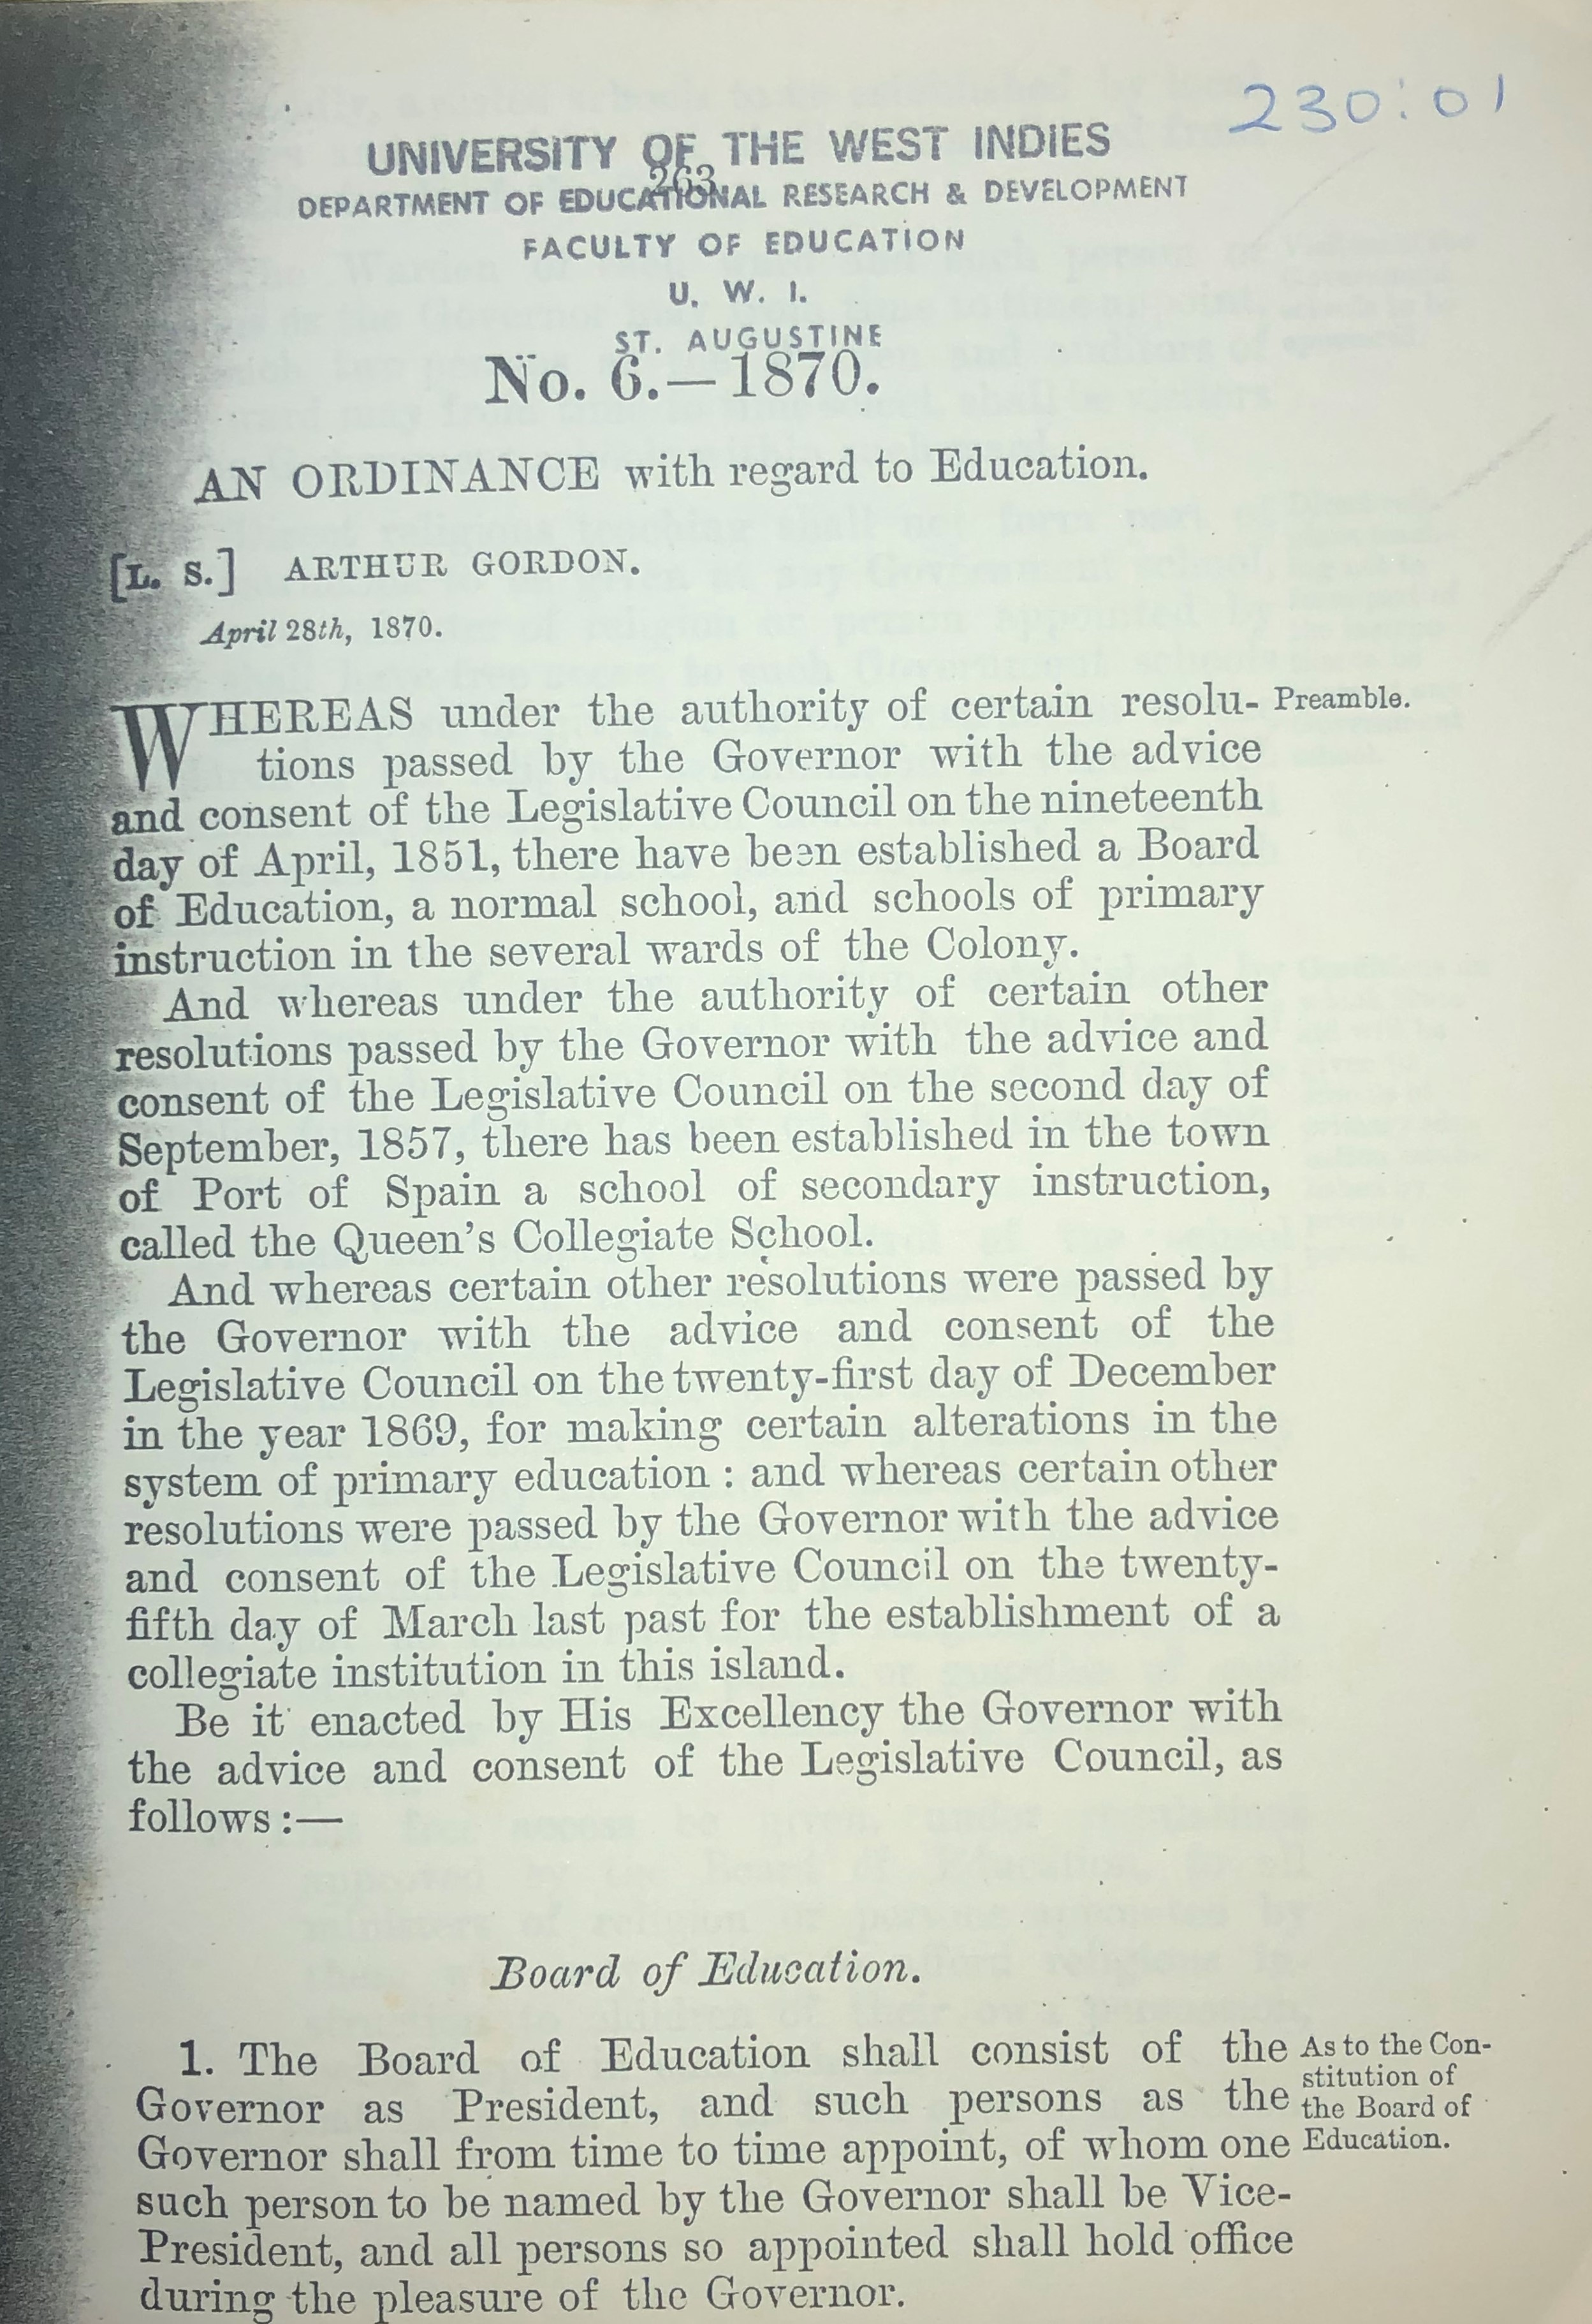 230:01
UNIVERSITY OF THE WEST INDIES
263
DEPARTMENT OF EDUCATIONAL RESEARCH & DEVELOPMENT
FACULTY OF EDUCATION
U. W. I.
ST. AUGUSTINE
No. 6.—1870.
AN ORDINANCE with regard to Education.
[L. S.] ARTHUR GORDON.
April 28th, 1870.
WHEREAS under the authority of certain resolu- Preamble.
tions passed by the Governor with the advice
and consent of the Legislative Council on the nineteenth
day of April, 1851, there have been established a Board
of Education, a normal school, and schools of primary
instruction in the several wards of the Colony.
And whereas under the authority of certain other
resolutions passed by the Governor with the advice and
consent of the Legislative Council on the second day of
September, 1857, there has been established in the town
of Port of Spain a school of secondary instruction,
called the Queen's Collegiate School.
And whereas certain other resolutions were passed by
the Governor with the advice and consent of the
Legislative Council on the twenty-first day of December
in the year 1869, for making certain alterations in the
system of primary education : and whereas certain other
resolutions were passed by the Governor with the advice
and consent of the Legislative Council on the twenty-
fifth day of March last past for the establishment of a
collegiate institution in this island.
Be it enacted by His Excellency the Governor with
the advice and consent of the Legislative Council, as
follows :—
Board of Education.
1. The Board of Education shall consist of the
Governor as President, and such persons as the
Governor shall from time to time appoint, of whom one
such person to be named by the Governor shall be Vice-
President, and all persons so appointed shall hold office
during the pleasure of the Governor.
As to the Con-
stitution of
the Board of
Education.